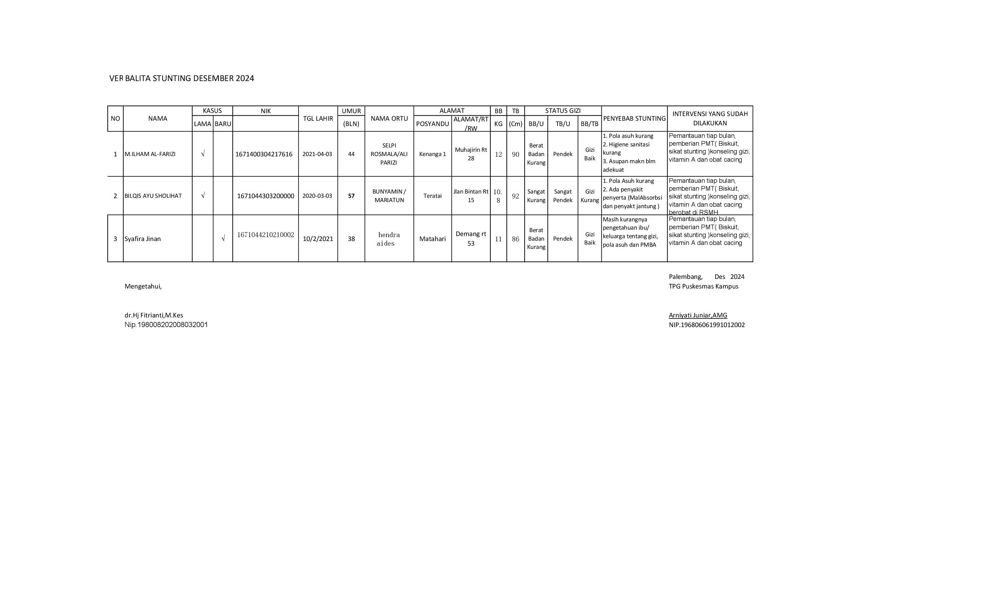 VER BALITA STUNTING DESEMBER 2024
NO NAMA KASUS NIK TGL LAHIR UMUR NAMA ORTU ALAMAT BB TB STATUS GIZI PENYEBAB STUNTING INTERVENSI YANG SUDAH DILAKUKAN
LAMA BARU (BLN) POSYANDU ALAMAT/RT /RW KG (Cm) BB/U TB/U BB/TB
1 M.ILHAM AL-FARIZI √ 1671400304217616 2021-04-03 44
SELPI
ROSMALA/ALI
PARIZI
Kenanga 1
Muhajirin Rt
28
12 90
Berat
Badan
Kurang
Pendek
Gizi
Baik
1. Pola asuh kurang
2. Higiene sanitasi
kurang
3. Asupan makn blm
adekuat
Pemantauan tiap bulan,
pemberian PMT( Biskuit,
sikat stunting )konseling gizi,
vitamin A dan obat cacing
2 BILQIS AYU SHOLIHAT √ 1671044303200000 2020-03-03 57
BUNYAMIN /
MARIATUN
Teratai
Jlan Bintan Rt
15
10.
8
92
Sangat
Kurang
Sangat
Pendek
Gizi
Kurang
1. Pola Asuh kurang
2. Ada penyakit
penyerta (MalAbsorbsi
dan penyakt jantung )
Pemantauan tiap bulan,
pemberian PMT( Biskuit,
sikat stunting )konseling gizi,
vitamin A dan obat cacing
berobat di RSMH
3 Syafira Jinan √ 1671044210210002 10/2/2021 38
hendra
aides
Matahari
Demang rt
53
11 86
Berat
Badan
Kurang
Pendek
Gizi
Baik
Masih kurangnya
pengetahuan ibu/
keluarga tentang gizi,
pola asuh dan PMBA
Pemantauan tiap bulan,
pemberian PMT( Biskuit,
sikat stunting )konseling gizi,
vitamin A dan obat cacing
Palembang, Des 2024
Mengetahui, TPG Puskesmas Kampus
dr.Hj Fitrianti,M.Kes Arniyati Juniar,AMG
Nip.198008202008032001 NIP.196806061991012002